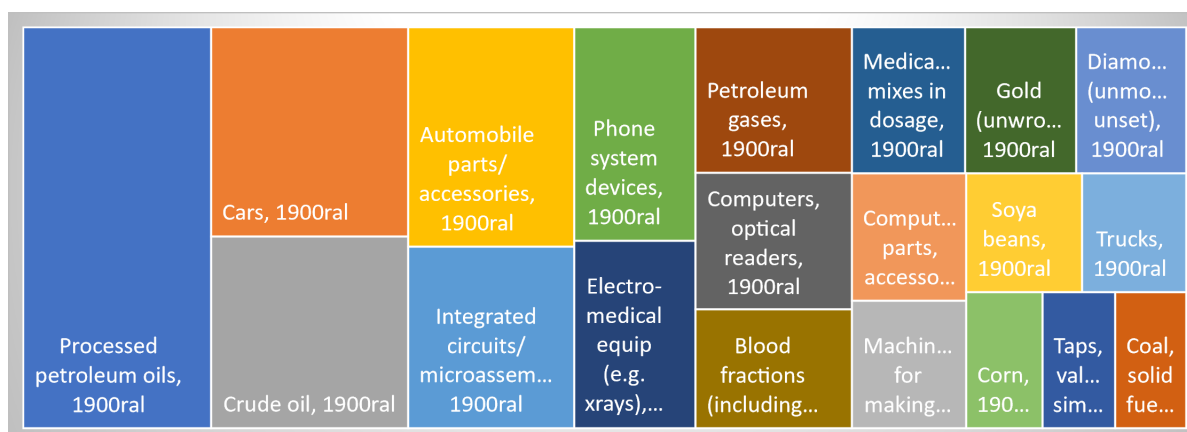 Processed
petroleum oils,
1900ral
Cars, 1900ral
Crude oil, 1900ral
Automobile
parts/
accessories,
1900ral
Integrated
circuits/
microassem...
1900ral
Phone
system
devices,
1900ral
Electro-
medical
equip
(e.g.
xrays),...
Petroleum
gases,
1900ral
Computers,
optical
readers,
1900ral
Blood
fractions
(including...
Medica...
mixes in
dosage,
1900ral
Comput...
parts,
accesso...
Machin...
for
making...
Gold
(unwro...
1900ral
Diamo...
(unmo...
unset),
1900ral
Soya
beans,
1900ral
Trucks,
1900ral
Corn,
190...
Taps,
val...
sim...
Coal,
solid
fue...